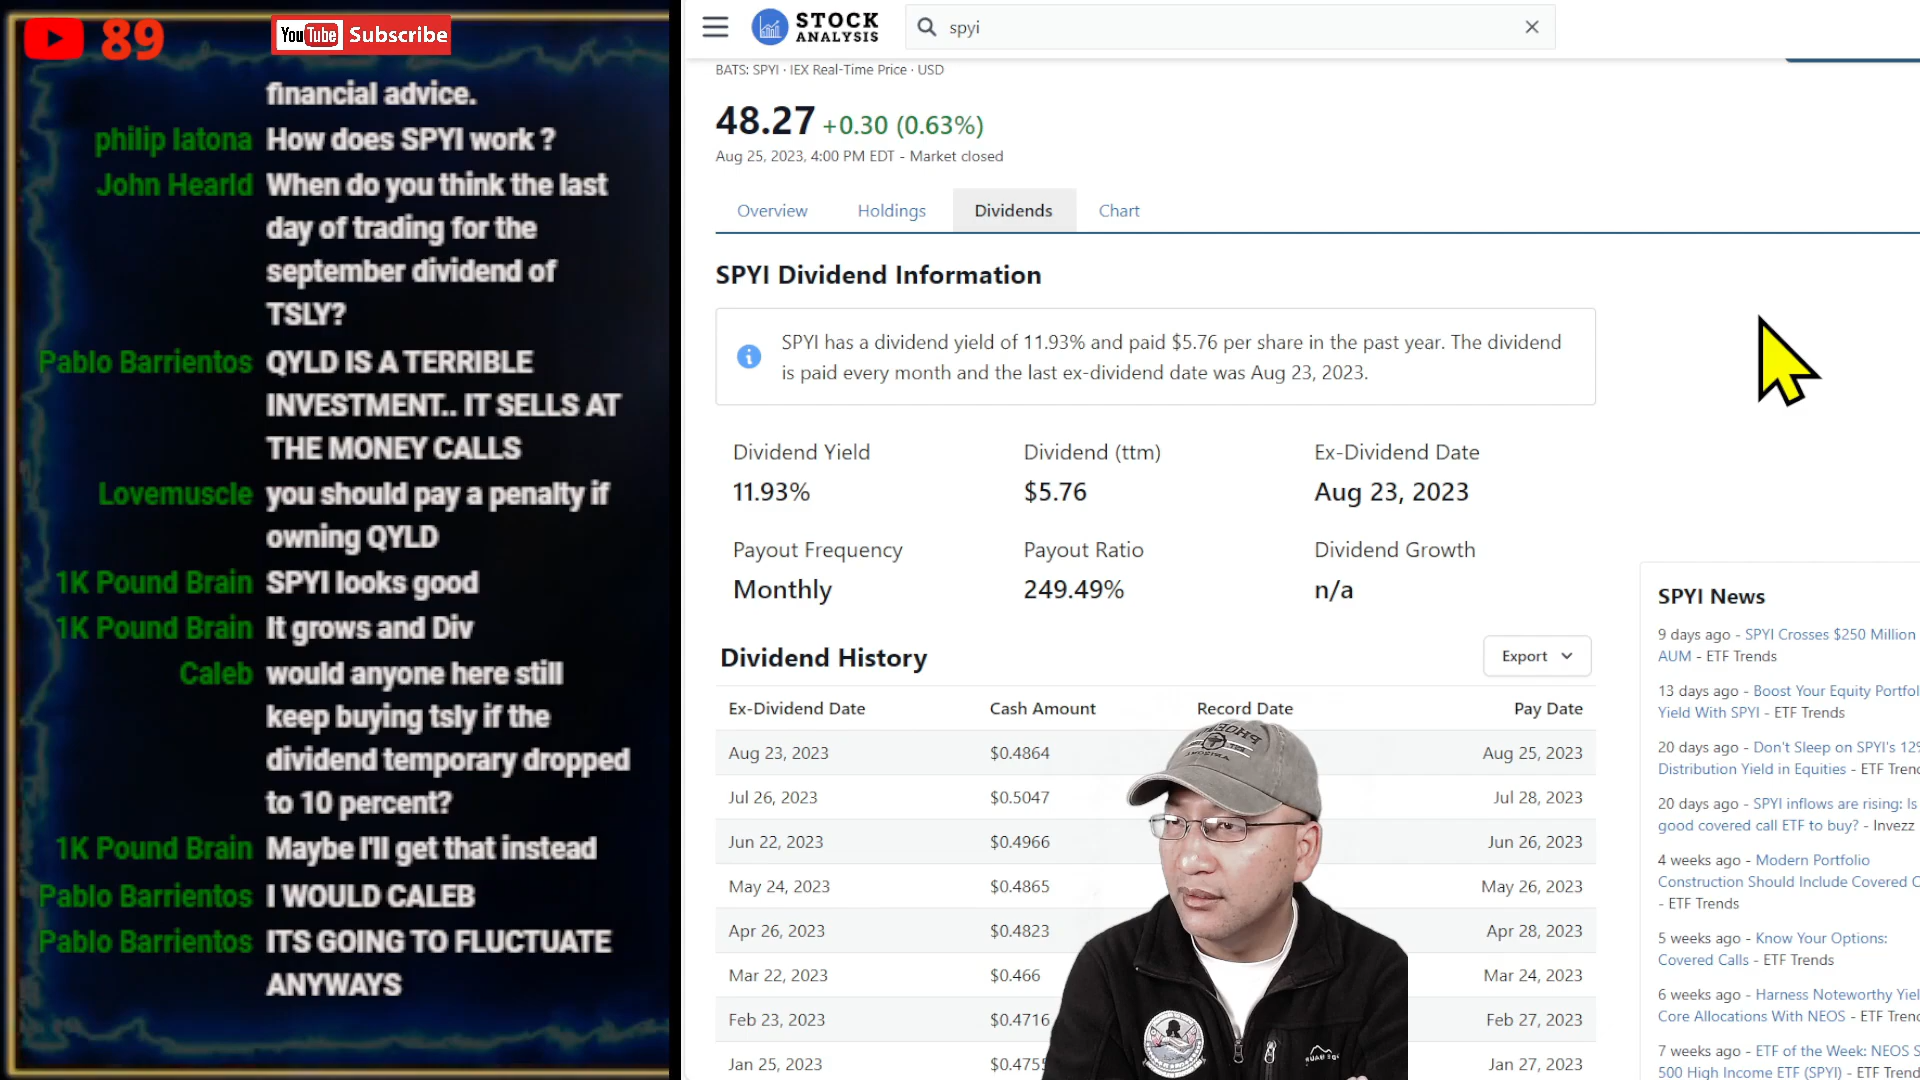 89
YouTube Subscribe
financial advice.
philip Iatona How does SPYI work ?
John Hearld When do you think the last
day of trading for the
september dividend of
TSLY?
Pablo Barrientos QYLD IS A TERRIBLE
INVESTMENT.. IT SELLS AT
THE MONEY CALLS
Lovemuscle you should pay a penalty if
owning QYLD
1K Pound Brain SPYI looks good
1K Pound Brain It grows and Div
Caleb would anyone here still
keep buying tsly if the
dividend temporary dropped
to 10 percent?
1K Pound Brain Maybe I'll get that instead
Pablo Barrientos I WOULD CALEB
Pablo Barrientos ITS GOING TO FLUCTUATE
ANYWAYS
STOCK
ANALYSIS
spyi
BATS: SPYI · IEX Real-Time Price · USD
48.27 +0.30 (0.63%)
Aug 25, 2023, 4:00 PM EDT - Market closed
Overview Holdings Dividends Chart
SPYI Dividend Information
SPYI has a dividend yield of 11.93% and paid $5.76 per share in the past year. The dividend
is paid every month and the last ex-dividend date was Aug 23, 2023.
Dividend Yield Dividend (ttm) Ex-Dividend Date
11.93% $5.76 Aug 23, 2023
Payout Frequency Payout Ratio Dividend Growth
Monthly 249.49% n/a
Dividend History Export
Ex-Dividend Date Cash Amount Record Date Pay Date
Aug 23, 2023 $0.4864 Aug 25, 2023
Jul 26, 2023 $0.5047 Jul 28, 2023
Jun 22, 2023 $0.4966 Jun 26, 2023
May 24, 2023 $0.4865 May 26, 2023
Apr 26, 2023 $0.4823 Apr 28, 2023
Mar 22, 2023 $0.466 Mar 24, 2023
Feb 23, 2023 $0.4716 Feb 27, 2023
Jan 25, 2023 $0.4755 Jan 27, 2023
SPYI News
9 days ago - SPYI Crosses $250 Million
AUM - ETF Trends
13 days ago - Boost Your Equity Portfol
Yield With SPYI - ETF Trends
20 days ago - Don't Sleep on SPYI's 12%
Distribution Yield in Equities - ETF Trend
20 days ago - SPYI inflows are rising: Is
good covered call ETF to buy? - Invezz
4 weeks ago - Modern Portfolio
Construction Should Include Covered C
- ETF Trends
5 weeks ago - Know Your Options:
Covered Calls - ETF Trends
6 weeks ago - Harness Noteworthy Yiel
Core Allocations With NEOS - ETF Trend
7 weeks ago - ETF of the Week: NEOS S
500 High Income ETF (SPYI) - ETF Trend